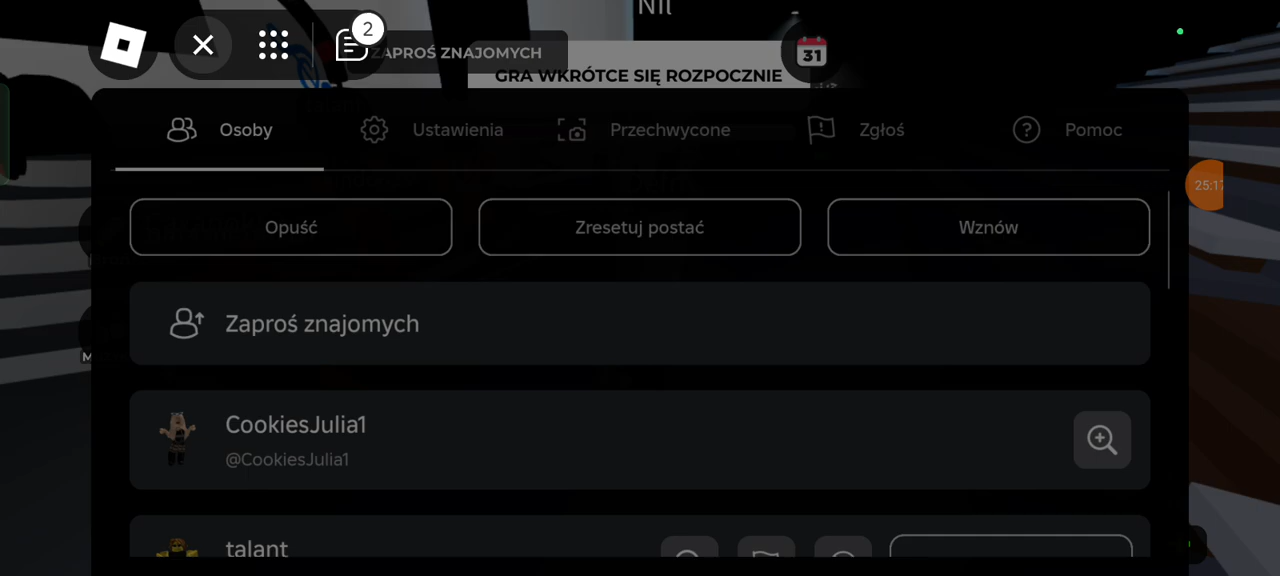 2
ZAPROŚ ZNAJOMYCH
GRA WKRÓTCE SIĘ ROZPOCZNIE
31
Osoby
Ustawienia
Przechwycone
Zgłoś
Pomoc
25:17
Opuść
Zresetuj postać
Wznów
Zaproś znajomych
CookiesJulia1
@CookiesJulia1
talant